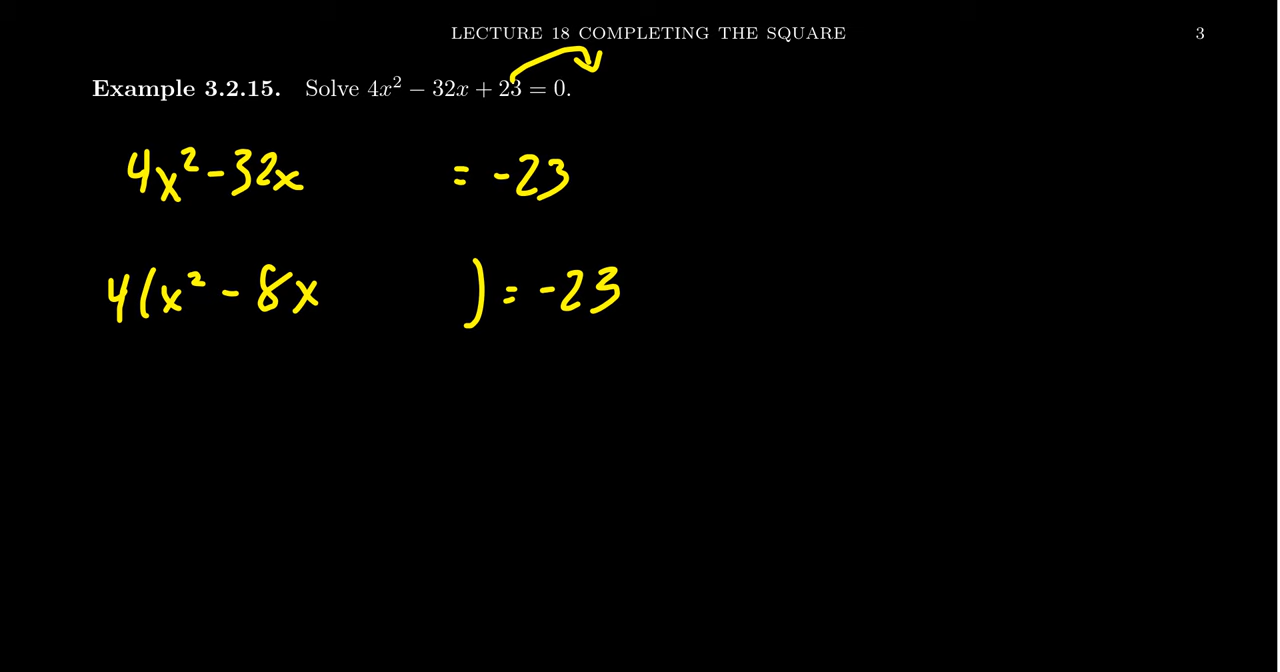 LECTURE 18 COMPLETING THE SQUARE 3
Example 3.2.15. Solve 4x² − 32x + 23 = 0.
4x² - 32x = -23
4(x² - 8x ) = -23